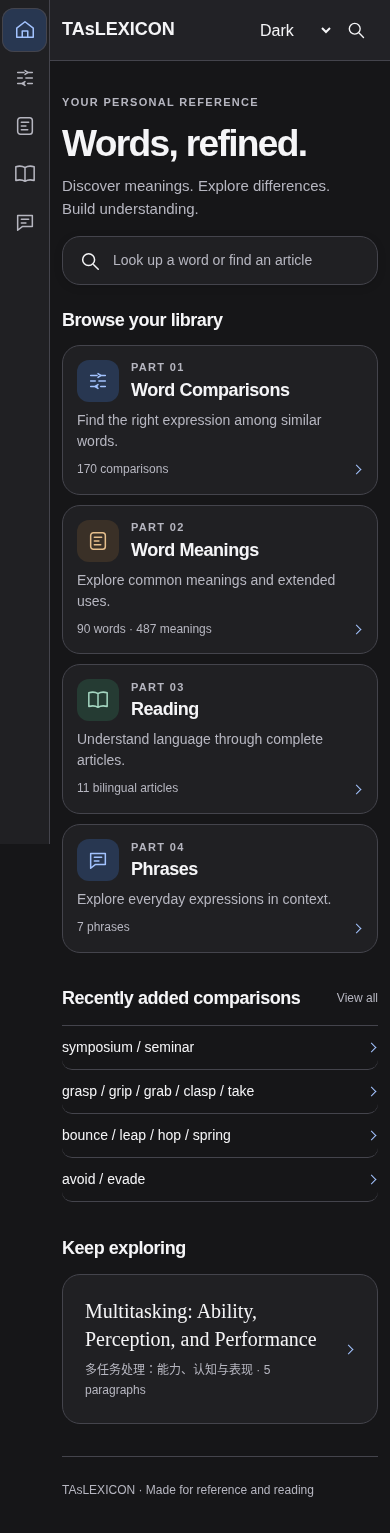 TAsLEXICON
Dark
YOUR PERSONAL REFERENCE
Words, refined.
Discover meanings. Explore differences.
Build understanding.
Look up a word or find an article
Browse your library
PART 01
Word Comparisons
Find the right expression among similar
words.
170 comparisons
PART 02
Word Meanings
Explore common meanings and extended
uses.
90 words · 487 meanings
PART 03
Reading
Understand language through complete
articles.
11 bilingual articles
PART 04
Phrases
Explore everyday expressions in context.
7 phrases
Recently added comparisons
View all
symposium / seminar
grasp / grip / grab / clasp / take
bounce / leap / hop / spring
avoid / evade
Keep exploring
Multitasking: Ability,
Perception, and Performance
多任务处理：能力、认知与表现 · 5
paragraphs
TAsLEXICON · Made for reference and reading